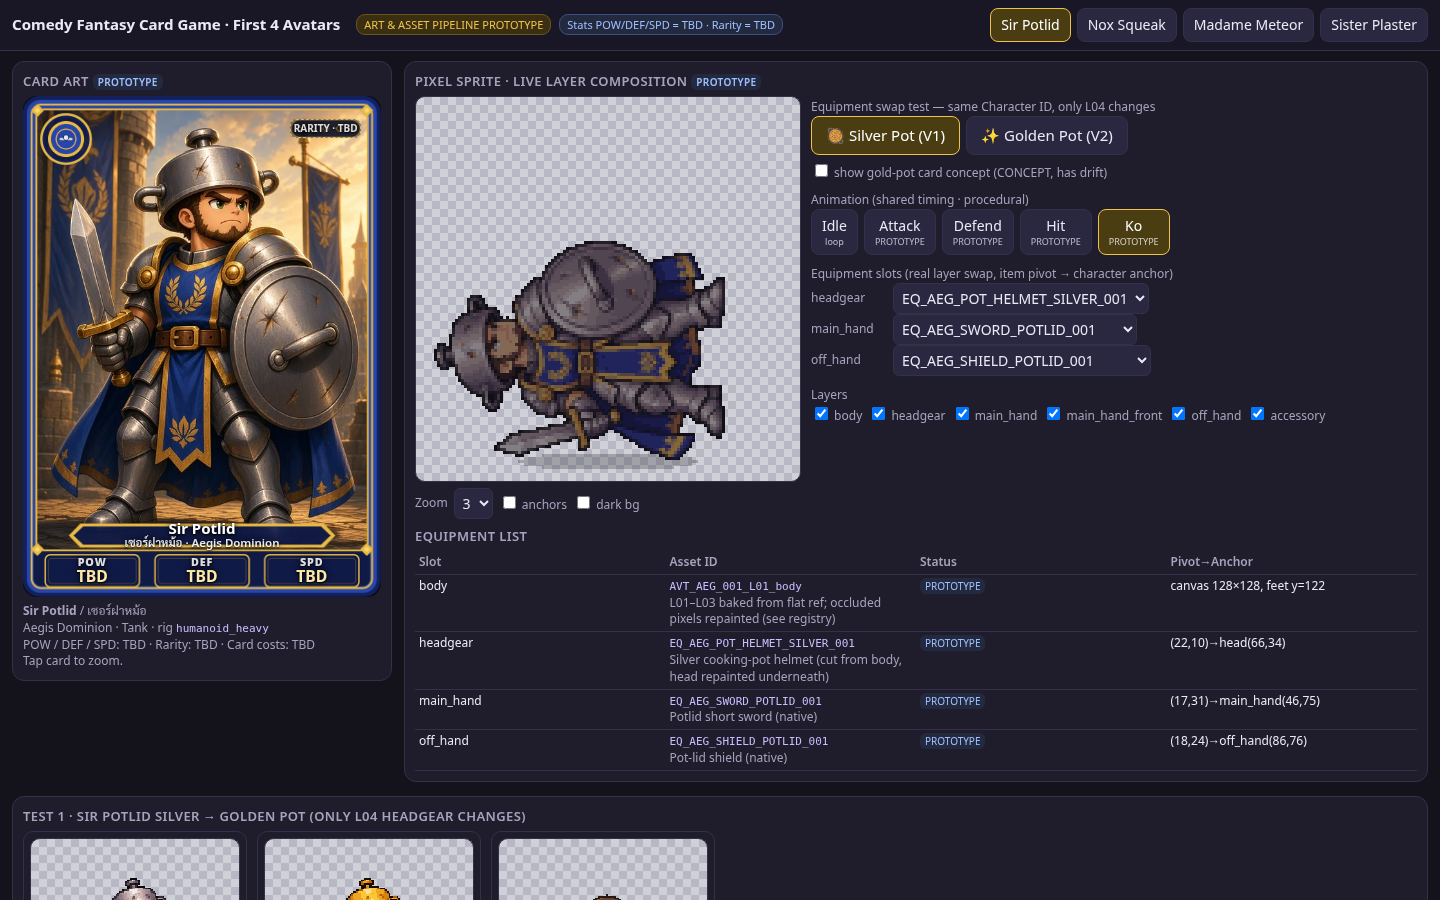 Comedy Fantasy Card Game · First 4 Avatars
ART & ASSET PIPELINE PROTOTYPE
Stats POW/DEF/SPD = TBD · Rarity = TBD
Sir Potlid
Nox Squeak
Madame Meteor
Sister Plaster
CARD ART PROTOTYPE
RARITY · TBD
Sir Potlid
เซอร์ฝาหม้อ · Aegis Dominion
POW
TBD
DEF
TBD
SPD
TBD
Sir Potlid / เซอร์ฝาหม้อ
Aegis Dominion · Tank · rig humanoid_heavy
POW / DEF / SPD: TBD · Rarity: TBD · Card costs: TBD
Tap card to zoom.
PIXEL SPRITE · LIVE LAYER COMPOSITION PROTOTYPE
Equipment swap test — same Character ID, only L04 changes
🥘 Silver Pot (V1)
✨ Golden Pot (V2)
show gold-pot card concept (CONCEPT, has drift)
Animation (shared timing · procedural)
Idle
loop
Attack
PROTOTYPE
Defend
PROTOTYPE
Hit
PROTOTYPE
Ko
PROTOTYPE
Equipment slots (real layer swap, item pivot → character anchor)
headgear EQ_AEG_POT_HELMET_SILVER_001
main_hand EQ_AEG_SWORD_POTLID_001
off_hand EQ_AEG_SHIELD_POTLID_001
Layers
body headgear main_hand main_hand_front off_hand accessory
Zoom 3 anchors dark bg
EQUIPMENT LIST
Slot Asset ID Status Pivot→Anchor
body AVT_AEG_001_L01_body PROTOTYPE canvas 128×128, feet y=122
L01–L03 baked from flat ref; occluded
pixels repainted (see registry)
headgear EQ_AEG_POT_HELMET_SILVER_001 PROTOTYPE (22,10)→head(66,34)
Silver cooking-pot helmet (cut from body,
head repainted underneath)
main_hand EQ_AEG_SWORD_POTLID_001 PROTOTYPE (17,31)→main_hand(46,75)
Potlid short sword (native)
off_hand EQ_AEG_SHIELD_POTLID_001 PROTOTYPE (18,24)→off_hand(86,76)
Pot-lid shield (native)
TEST 1 · SIR POTLID SILVER → GOLDEN POT (ONLY L04 HEADGEAR CHANGES)